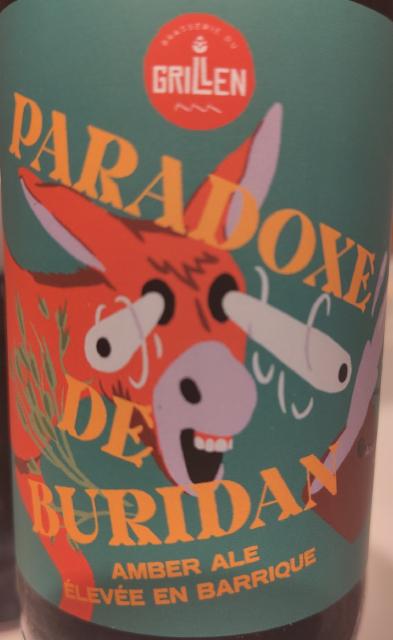 BRASSERIE DU
GRILLEN
PARADOXE
DE
BURIDAN
AMBER ALE
ÉLEVÉE EN BARRIQUE